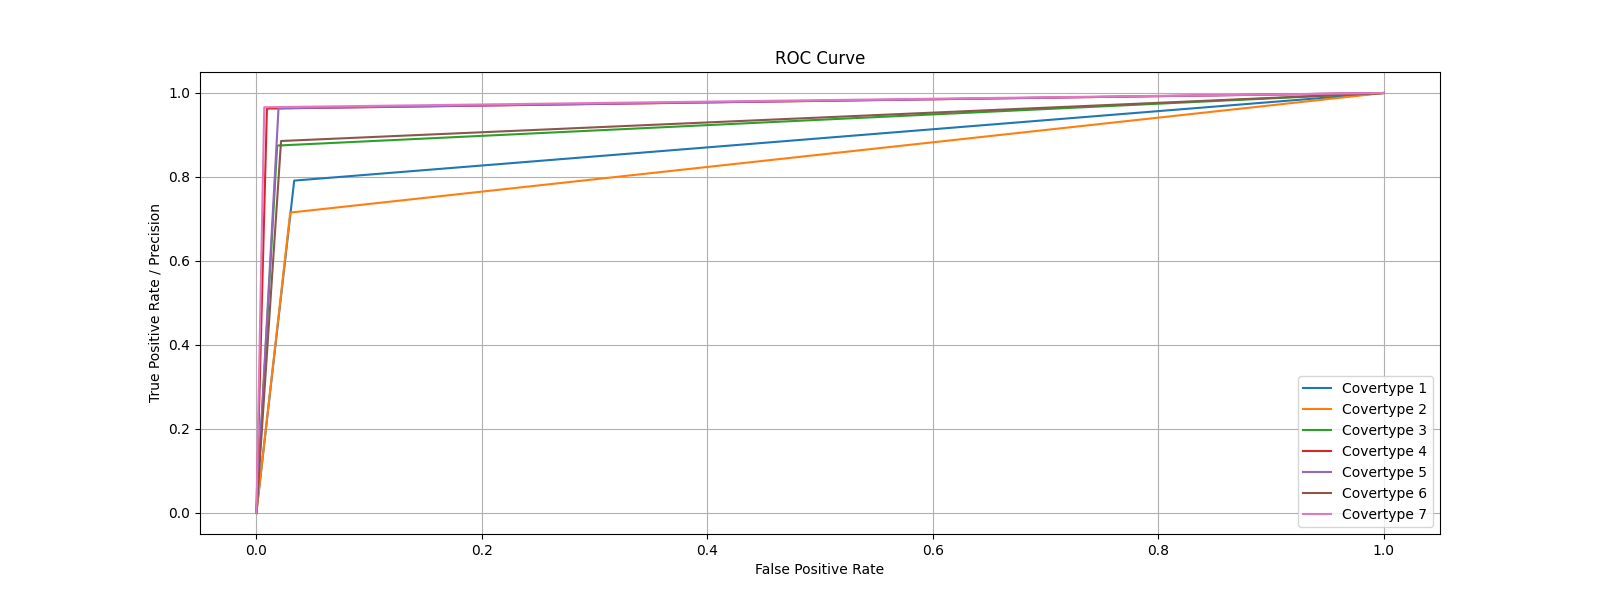 ROC Curve
True Positive Rate / Precision
1.0
0.8
0.6
0.4
0.2
0.0
Covertype 1
Covertype 2
Covertype 3
Covertype 4
Covertype 5
Covertype 6
Covertype 7
0.0 0.2 0.4 0.6 0.8 1.0
False Positive Rate